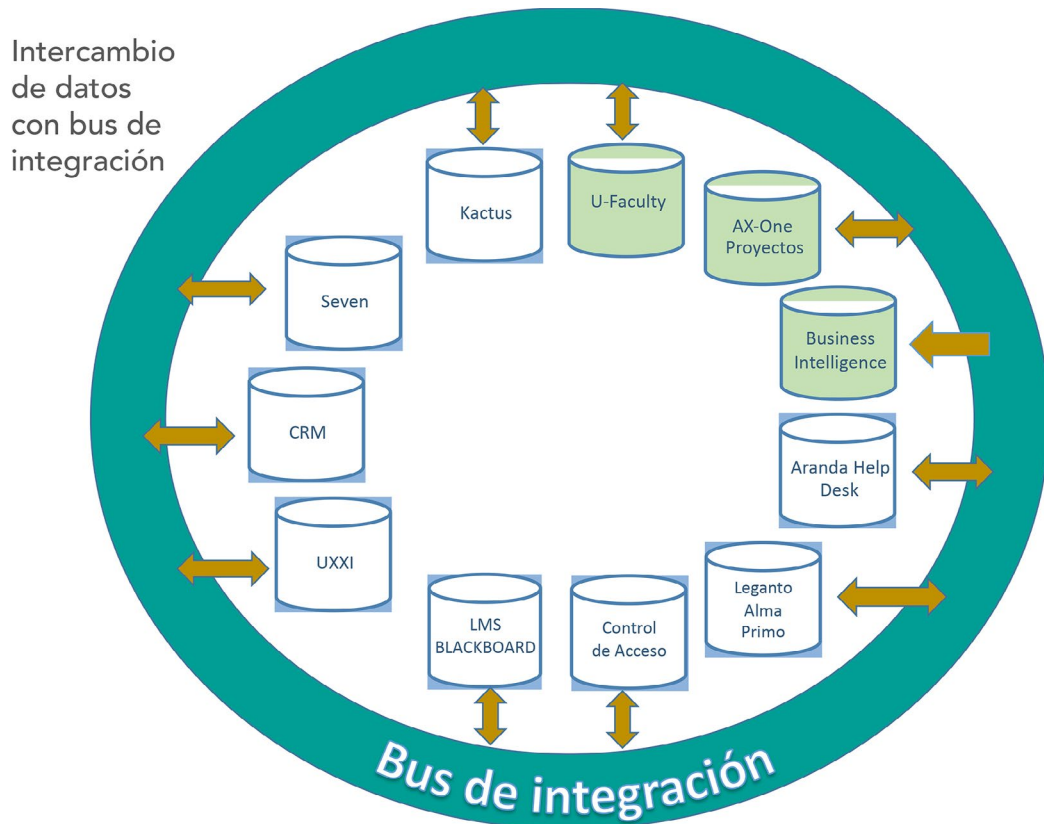 Intercambio
de datos
con bus de
integración
Kactus
U-Faculty
AX-One
Proyectos
Seven
Business
Intelligence
CRM
Aranda Help
Desk
UXXI
Leganto
Alma
Primo
LMS
BLACKBOARD
Control
de Acceso
Bus de integración